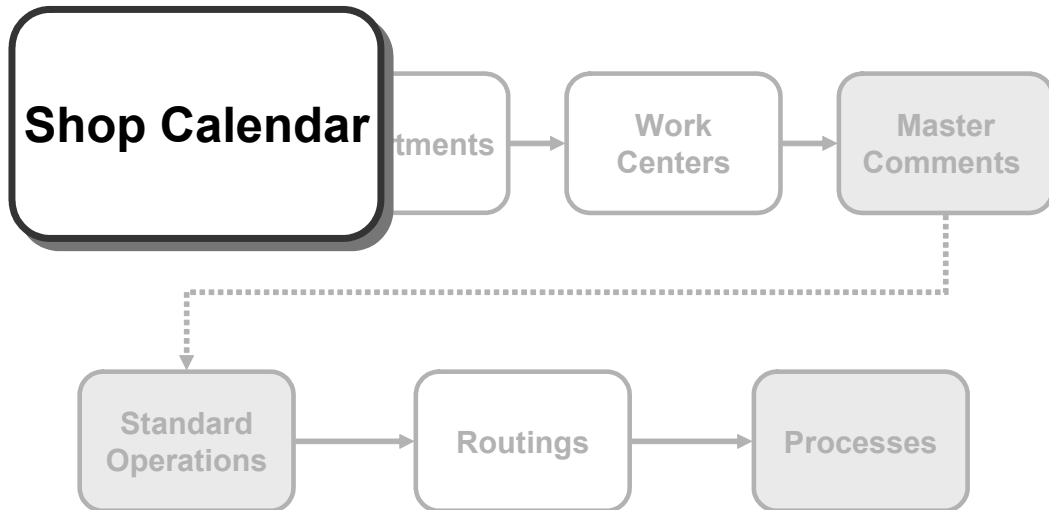 Shop Calendar
tments
Work
Centers
Master
Comments
Standard
Operations
Routings
Processes